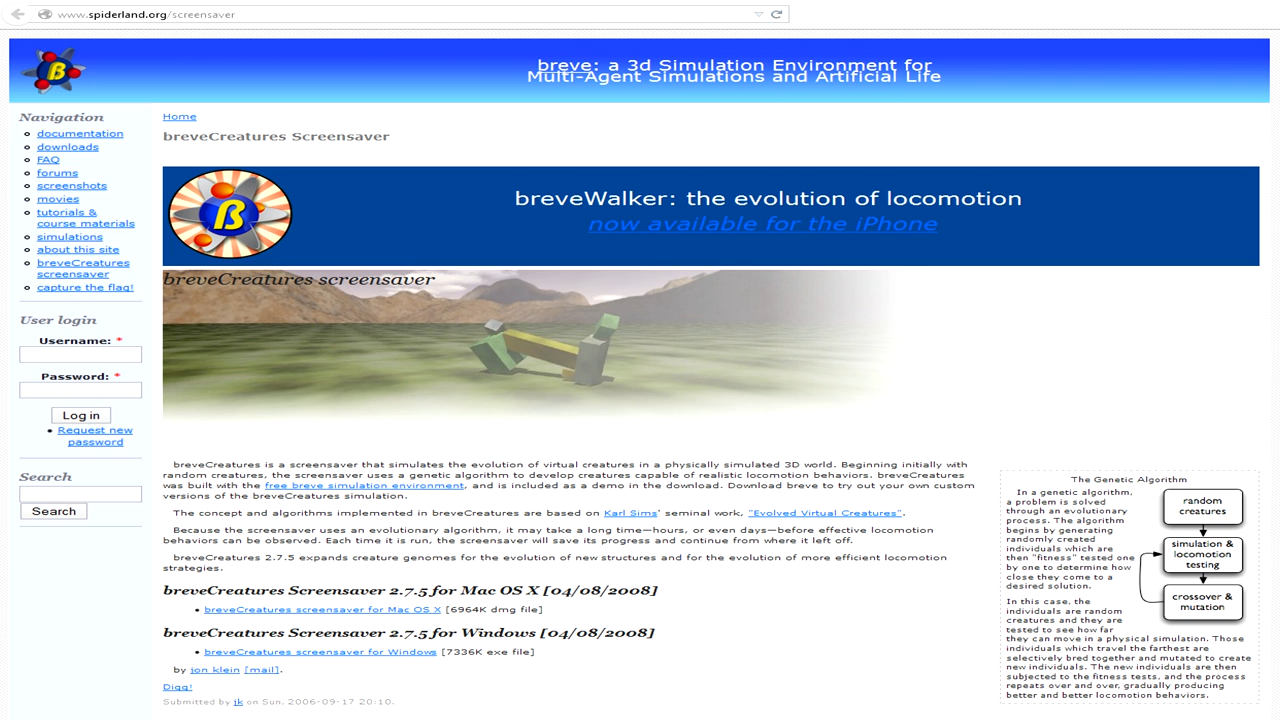 www.spiderland.org/screensaver
β
breve: a 3d Simulation Environment for
Multi-Agent Simulations and Artificial Life
Navigation
documentation
downloads
FAQ
forums
screenshots
movies
tutorials &
course materials
simulations
about this site
breveCreatures
screensaver
capture the flag!
User login
Username: *
Password: *
Log in
Request new
password
Search
Search
Home
breveCreatures Screensaver
β
breveWalker: the evolution of locomotion
now available for the iPhone
breveCreatures screensaver
breveCreatures is a screensaver that simulates the evolution of virtual creatures in a physically simulated 3D world. Beginning initially with
random creatures, the screensaver uses a genetic algorithm to develop creatures capable of realistic locomotion behaviors. breveCreatures
was built with the free breve simulation environment, and is included as a demo in the download. Download breve to try out your own custom
versions of the breveCreatures simulation.
The concept and algorithms implemented in breveCreatures are based on Karl Sims' seminal work, "Evolved Virtual Creatures".
Because the screensaver uses an evolutionary algorithm, it may take a long time—hours, or even days—before effective locomotion
behaviors can be observed. Each time it is run, the screensaver will save its progress and continue from where it left off.
breveCreatures 2.7.5 expands creature genomes for the evolution of new structures and for the evolution of more efficient locomotion
strategies.
breveCreatures Screensaver 2.7.5 for Mac OS X [04/08/2008]
breveCreatures screensaver for Mac OS X [6964K dmg file]
breveCreatures Screensaver 2.7.5 for Windows [04/08/2008]
breveCreatures screensaver for Windows [7336K exe file]
by jon klein [mail].
Digg!
Submitted by jk on Sun, 2006-09-17 20:10.
The Genetic Algorithm
In a genetic algorithm,
a problem is solved
through an evolutionary
process. The algorithm
begins by generating
randomly created
individuals which are
then "fitness" tested one
by one to determine how
close they come to a
desired solution.
In this case, the
individuals are random
creatures and they are
tested to see how far
they can move in a physical simulation. Those
individuals which travel the farthest are
selectively bred together and mutated to create
new individuals. The new individuals are then
subjected to the fitness tests, and the process
repeats over and over, gradually producing
better and better locomotion behaviors.
random
creatures
simulation &
locomotion
testing
crossover &
mutation